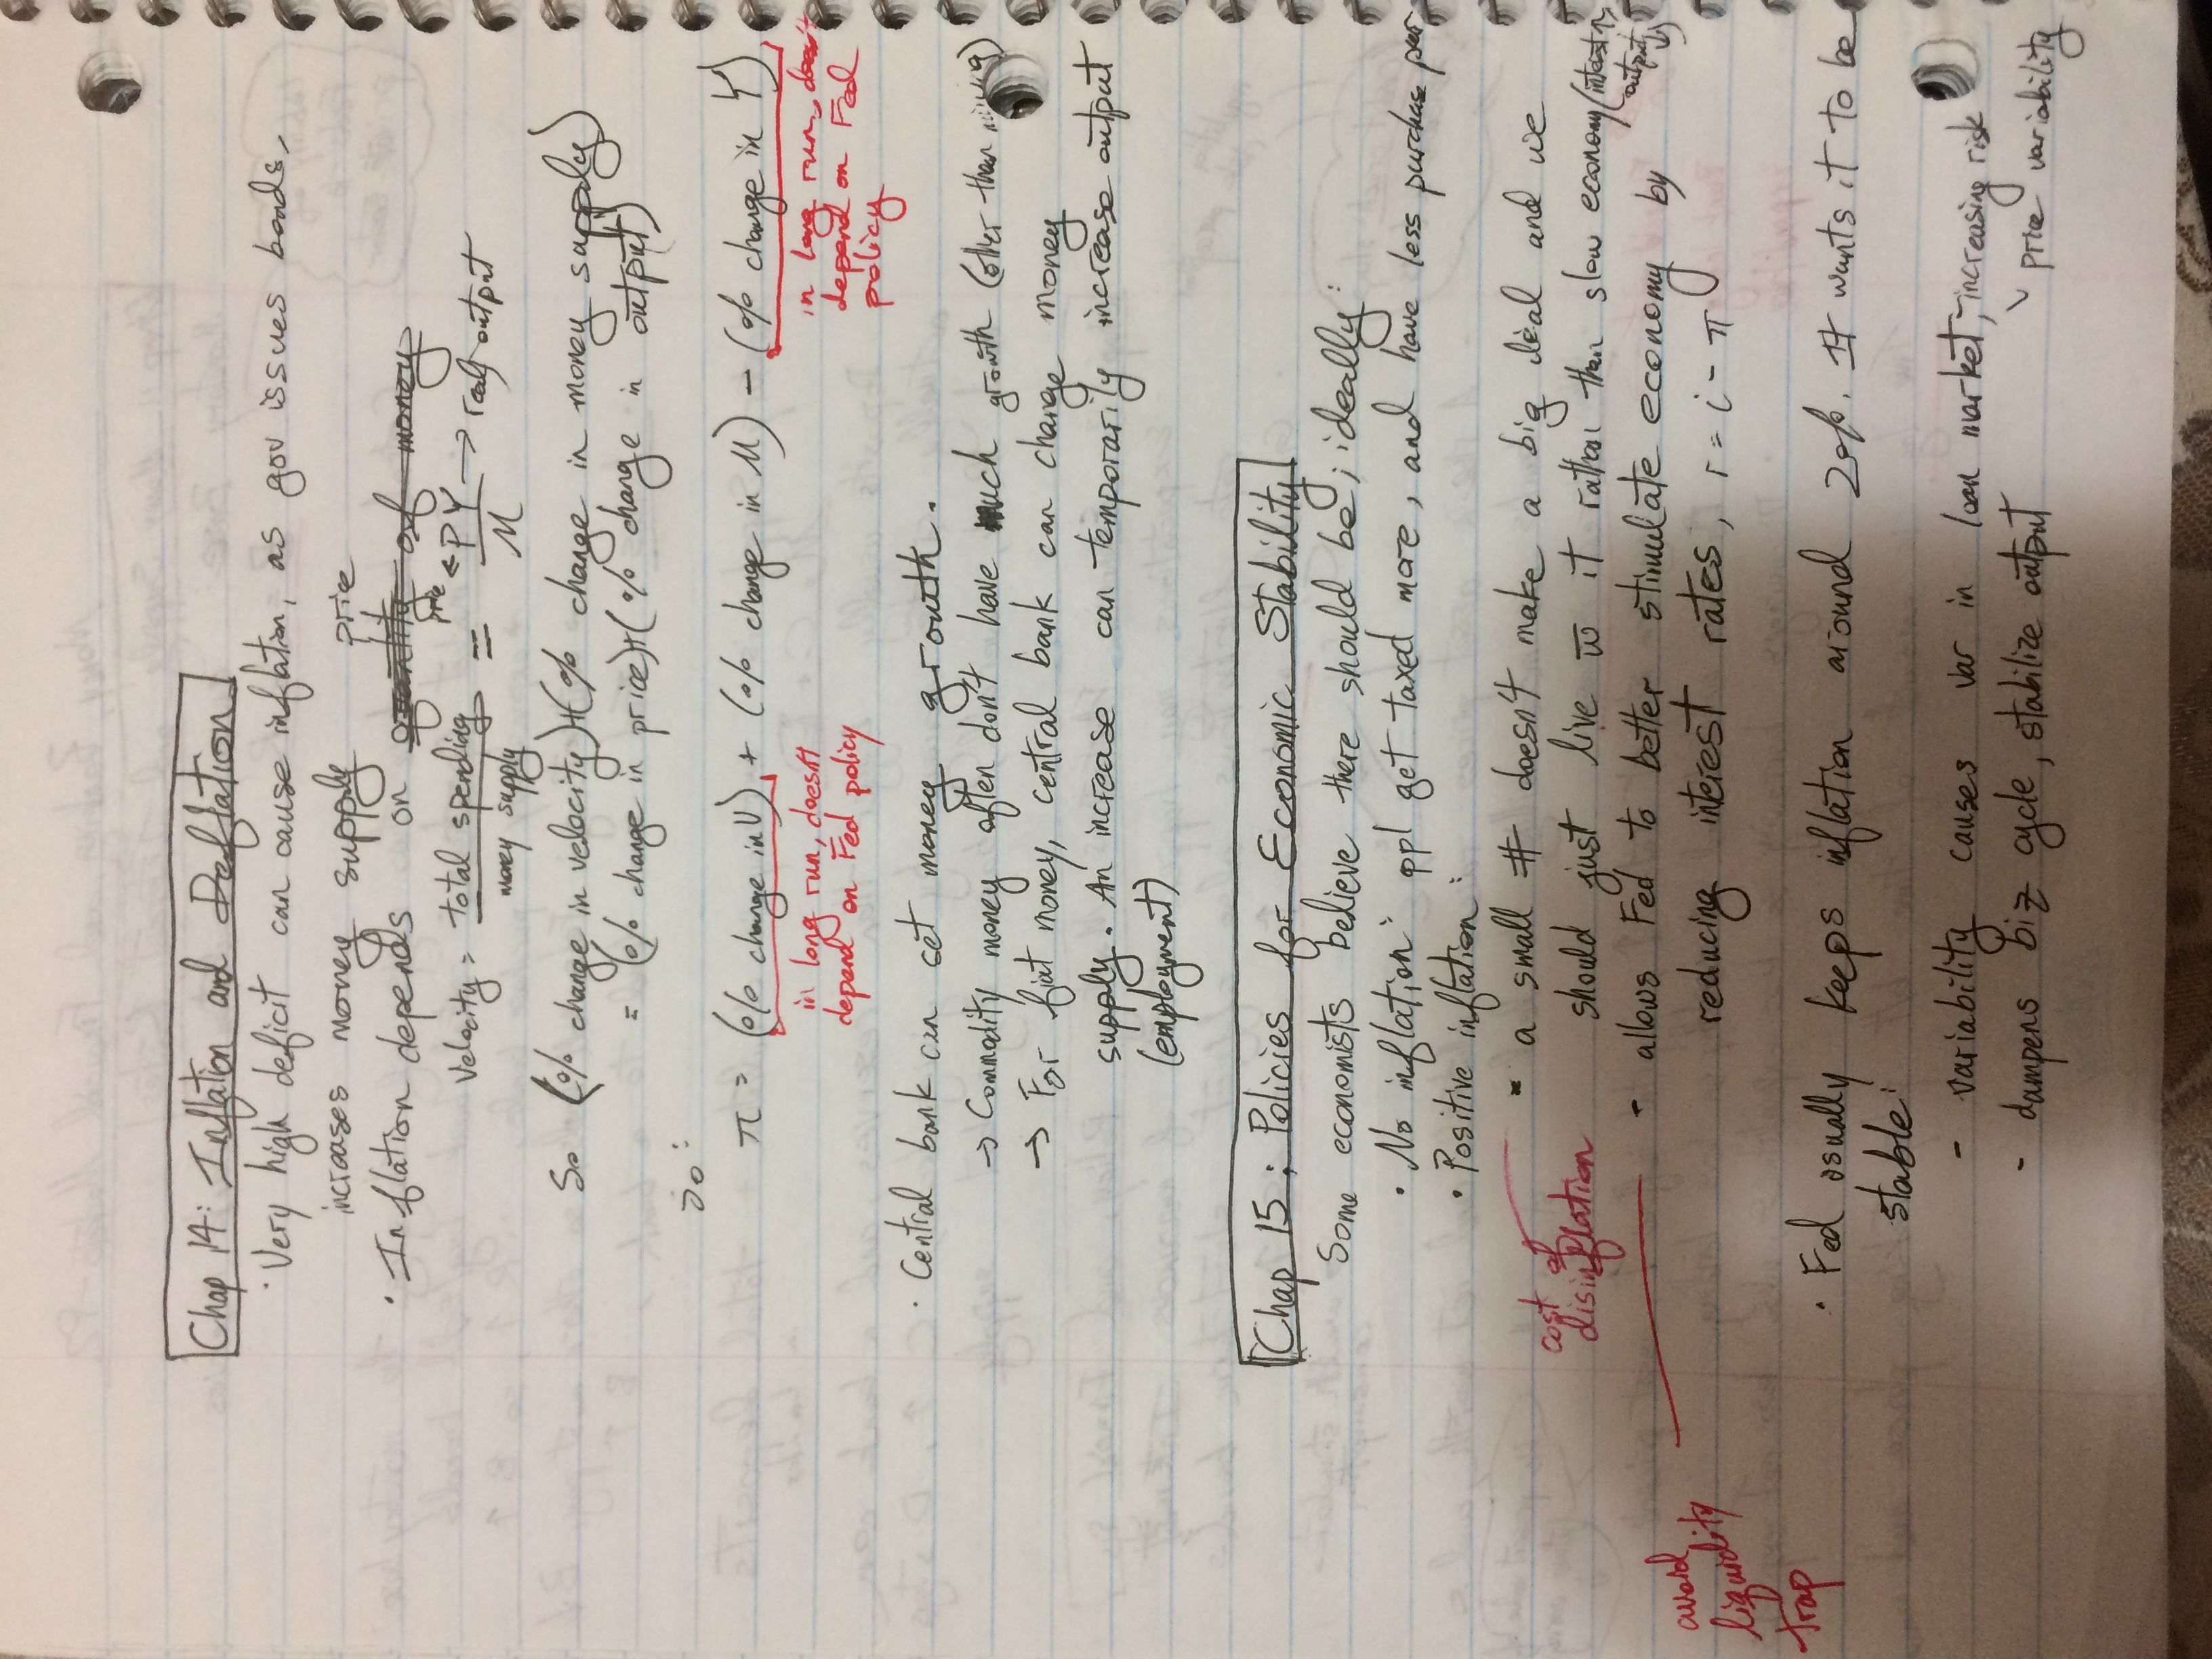 Chap 14: Inflation and Deflation
· Very high deficit can cause inflation, as gov issues bonds,
increases money supply
price
· Inflation depends on quantity of money
Velocity = total spending / money supply = price ← PY / M → real output
So (% change in velocity)+(% change in money supply)
= (% change in price)+(% change in output)
so:
π = (% change in V) + (% change in M) - (% change in Y)
in long run, doesn't
depend on Fed policy
in long run, doesn't
depend on Fed
policy
· Central bank can set money growth.
→ Commodity money often don't have much growth (other than mining)
→ For fiat money, central bank can change money
supply. An increase can temporarily increase output
(employment)
Chap 15: Policies for Economic Stability
Some economists believe there should be, ideally:
· No inflation: ppl get taxed more, and have less purchase pwr
· Positive inflation:
- a small # doesn't make a big deal and we
cost of
disinflation
should just live w it rather than slow economy (interest ↑,
output ↓)
- allows Fed to better stimulate economy by
reducing interest rates, r = i - π
avoid
liquidity
trap
· Fed usually keeps inflation around 2%. It wants it to be
stable:
- variability causes var in loan market, increasing risk
- dampens biz cycle, stabilize output
↘ price variability